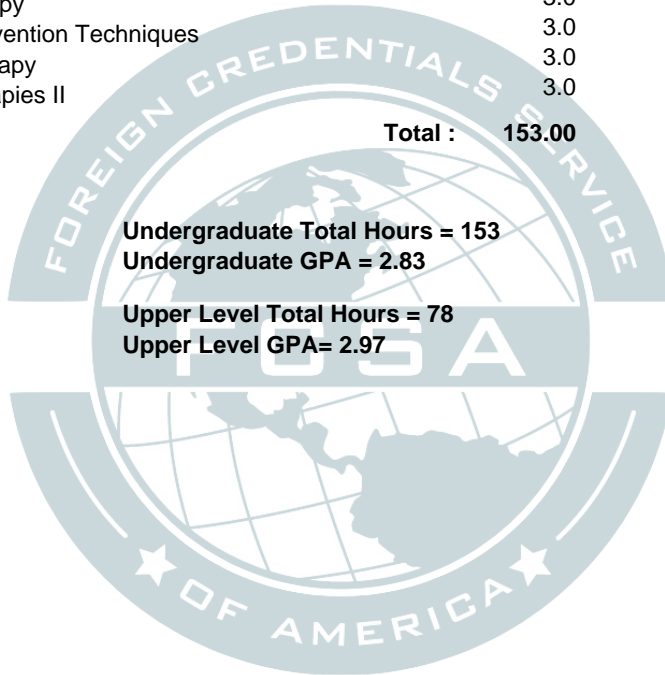 3.0
vention Techniques 3.0
apy 3.0
pies II 3.0
Total : 153.00
Undergraduate Total Hours = 153
Undergraduate GPA = 2.83
Upper Level Total Hours = 78
Upper Level GPA= 2.97
FOREIGN CREDENTIALS SERVICE
FCSA
OF AMERICA